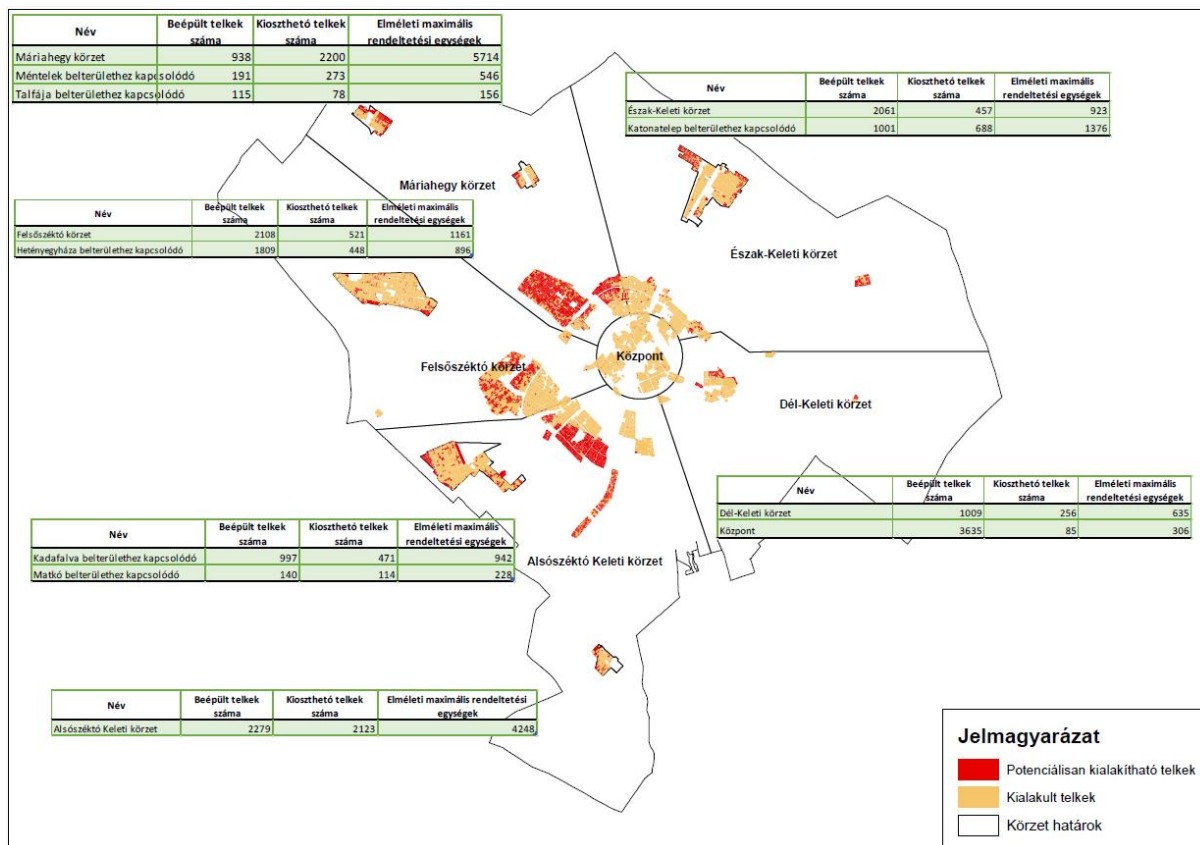 Név Beépült telkek száma Kiosztható telkek száma Elméleti maximális rendeltetési egységek
Máriahegy körzet 938 2200 5714
Méntelek belterülethez kapcsolódó 191 273 546
Talfája belterülethez kapcsolódó 115 78 156
Név Beépült telkek száma Kiosztható telkek száma Elméleti maximális rendeltetési egységek
Észak-Keleti körzet 2061 457 923
Katonatelep belterülethez kapcsolódó 1001 688 1376
Máriahegy körzet
Név Beépült telkek száma Kiosztható telkek száma Elméleti maximális rendeltetési egységek
Felsőszéktó körzet 2108 521 1161
Hetényegyháza belterülethez kapcsolódó 1809 448 896
Észak-Keleti körzet
Központ
Felsőszéktó körzet
Dél-Keleti körzet
Név Beépült telkek száma Kiosztható telkek száma Elméleti maximális rendeltetési egységek
Dél-Keleti körzet 1009 256 635
Központ 3635 85 306
Név Beépült telkek száma Kiosztható telkek száma Elméleti maximális rendeltetési egységek
Kadafalva belterülethez kapcsolódó 997 471 942
Matkó belterülethez kapcsolódó 140 114 228
Alsószéktó Keleti körzet
Név Beépült telkek száma Kiosztható telkek száma Elméleti maximális rendeltetési egységek
Alsószéktó Keleti körzet 2279 2123 4248
Jelmagyarázat
Potenciálisan kialakítható telkek
Kialakult telkek
Körzet határok